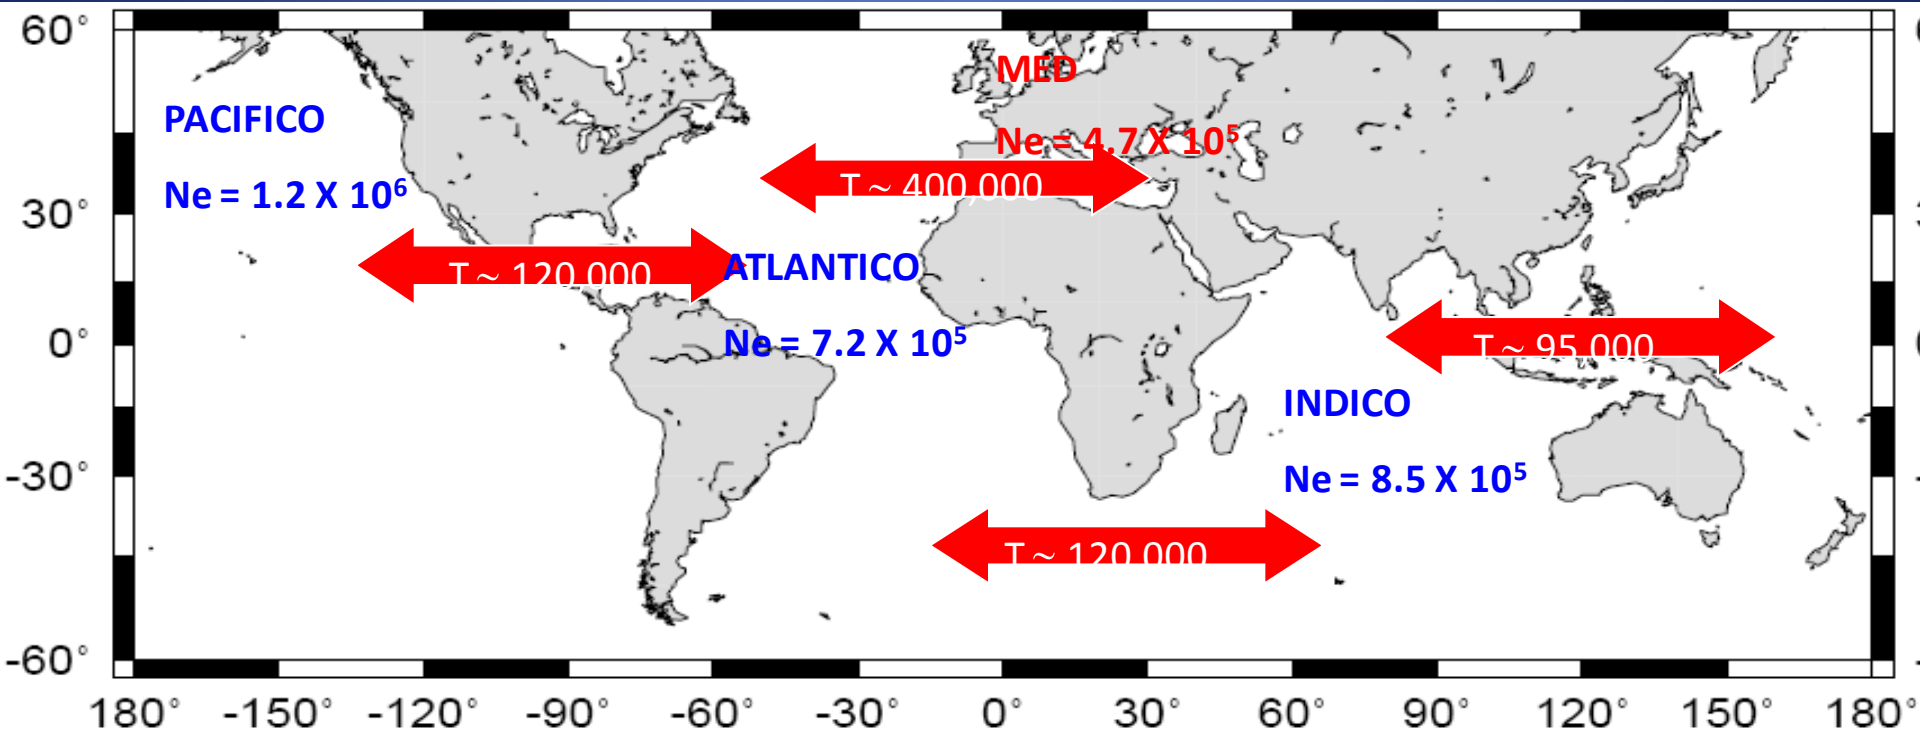 60°
MED
PACIFICO
Ne = 4.7 X 10⁵
T ~ 400,000
Ne = 1.2 X 10⁶
30°
ATLANTICO
T ~ 120,000
0°
Ne = 7.2 X 10⁵
T ~ 95,000
INDICO
-30°
Ne = 8.5 X 10⁵
T ~ 120,000
-60°
180° -150° -120° -90° -60° -30° 0° 30° 60° 90° 120° 150° 180°